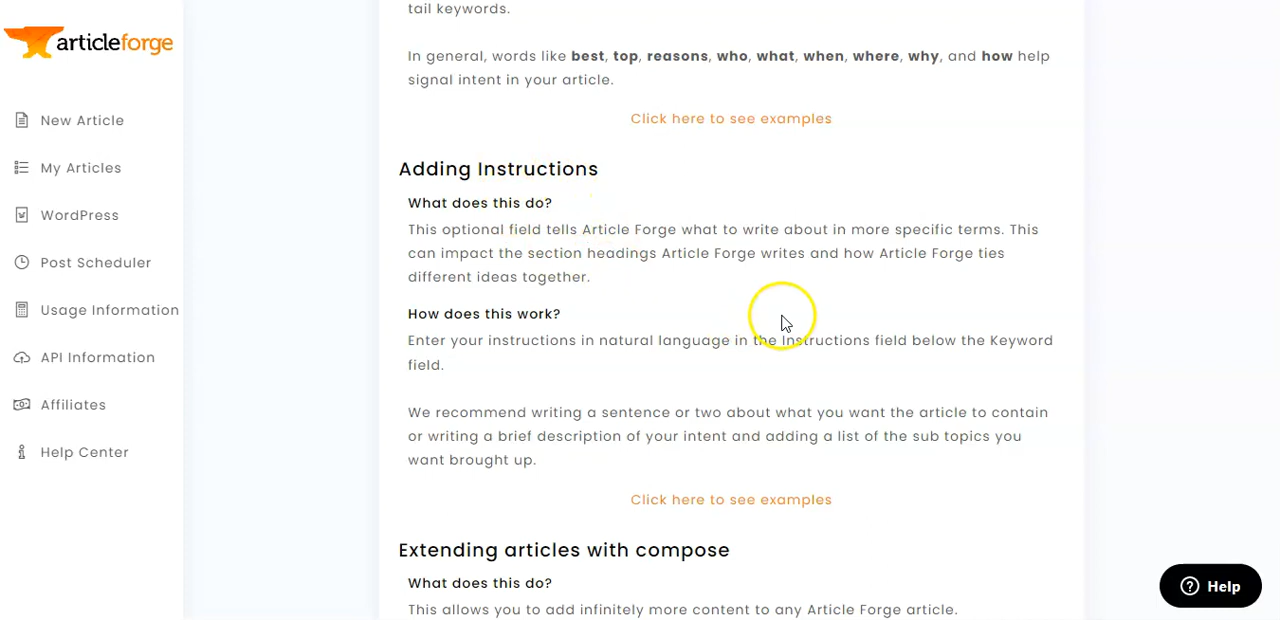 articleforge
New Article
My Articles
WordPress
Post Scheduler
Usage Information
API Information
Affiliates
Help Center
tail keywords.
In general, words like best, top, reasons, who, what, when, where, why, and how help
signal intent in your article.
Click here to see examples
Adding Instructions
What does this do?
This optional field tells Article Forge what to write about in more specific terms. This
can impact the section headings Article Forge writes and how Article Forge ties
different ideas together.
How does this work?
Enter your instructions in natural language in the Instructions field below the Keyword
field.
We recommend writing a sentence or two about what you want the article to contain
or writing a brief description of your intent and adding a list of the sub topics you
want brought up.
Click here to see examples
Extending articles with compose
What does this do?
This allows you to add infinitely more content to any Article Forge article.
Help